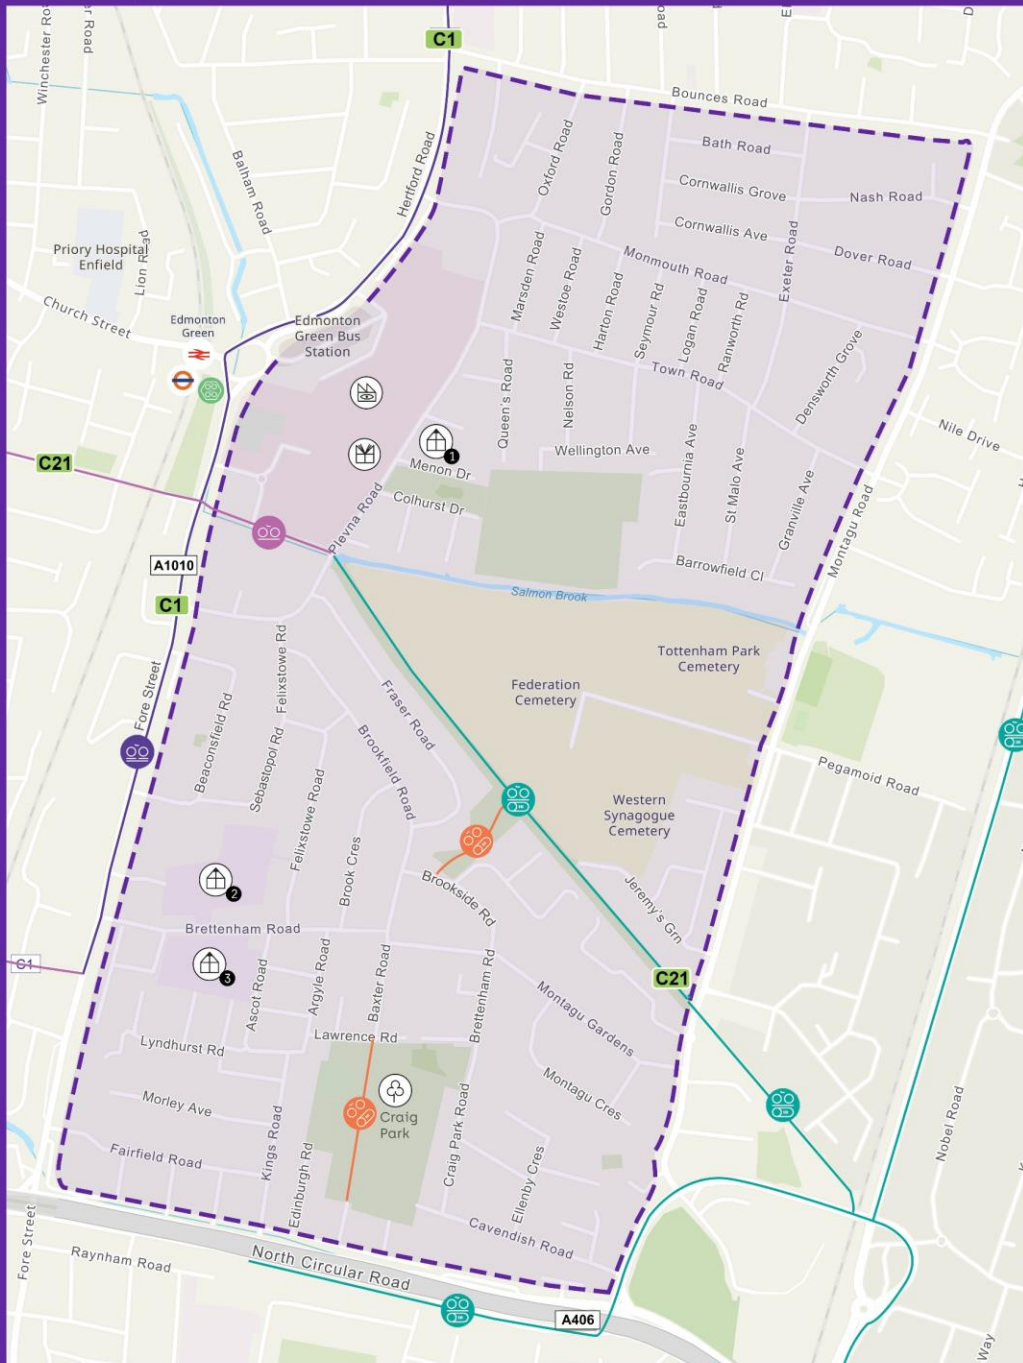 C1
Winchester Road
Bounces Road
Bath Road
Oxford Road
Gordon Road
Cornwallis Grove
Nash Road
Balham Road
Hertford Road
Cornwallis Ave
Dover Road
Exeter Road
Priory Hospital
Enfield
Lion Rd
Monmouth Road
Marsden Road
Westoe Road
Harton Road
Seymour Rd
Logan Road
Ranworth Rd
Church Street
Edmonton
Green
Edmonton
Green Bus
Station
Town Road
Densworth Grove
Queen's Road
Nelson Rd
Nile Drive
C21
1
Menon Dr
Wellington Ave
Colhurst Dr
Plevna Road
Eastbournia Ave
St Malo Ave
Granville Ave
Montagu Road
Barrowfield Cl
A1010
C1
Salmon Brook
Tottenham Park
Cemetery
Federation
Cemetery
Fore Street
Felixstowe Rd
Beaconsfield Rd
Sebastopol Rd
Fraser Road
Brookfield Road
Pegamoid Road
Felixstowe Road
Western
Synagogue
Cemetery
Brook Cres
2
Brookside Rd
Jeremy's Grn
Brettenham Road
C1
3
C21
Ascot Road
Argyle Road
Baxter Road
Brettenham Rd
Montagu Gardens
Lawrence Rd
Lyndhurst Rd
Montagu Cres
Morley Ave
Craig
Park
Kings Road
Craig Park Road
Nobel Road
Fairfield Road
Edinburgh Rd
Ellenby Cres
Cavendish Road
Fore Street
Raynham Road
North Circular Road
A406
Way